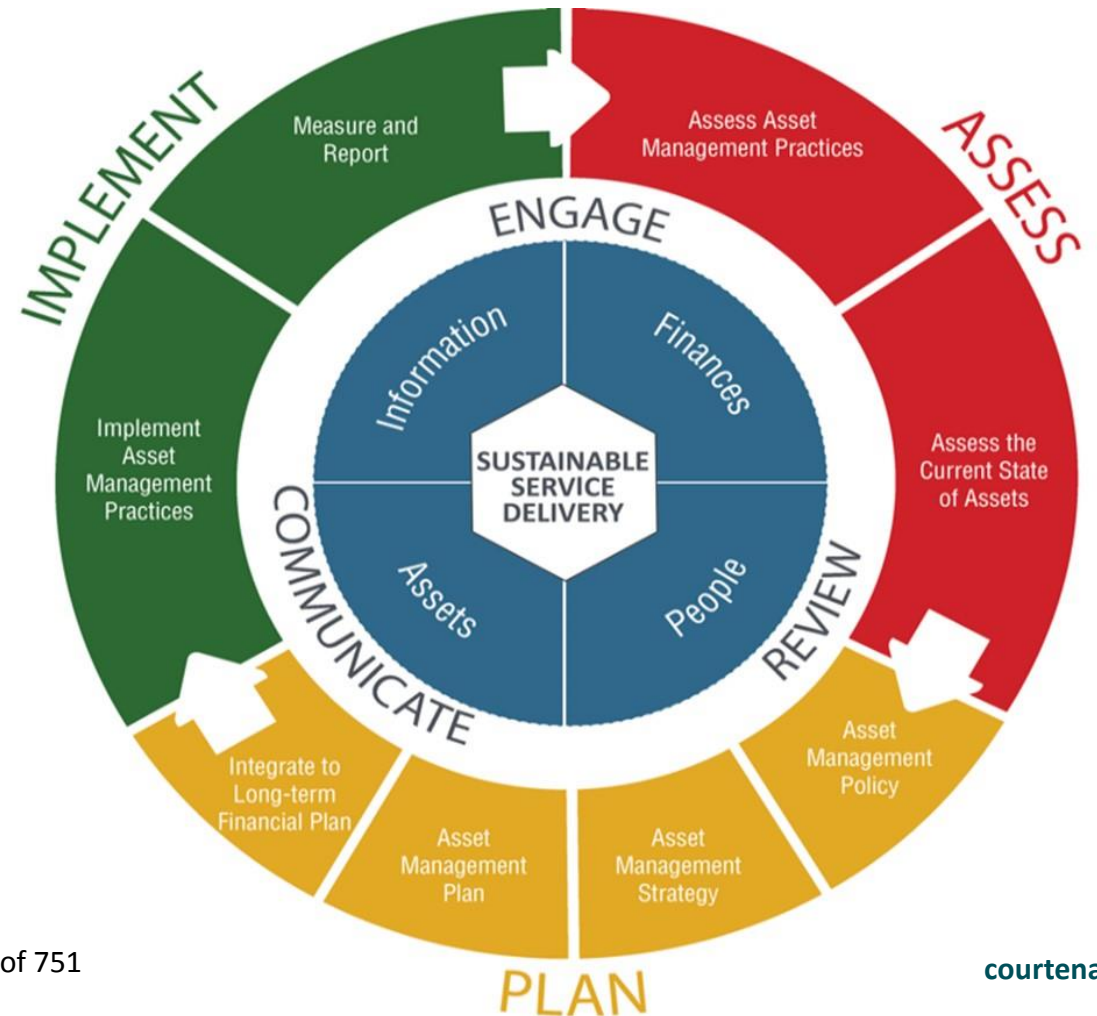 IMPLEMENT
Measure and
Report
Assess Asset
Management Practices
ASSESS
ENGAGE
Information
Finances
Implement
Asset
Management
Practices
SUSTAINABLE
SERVICE
DELIVERY
Assess the
Current State
of Assets
COMMUNICATE
Assets
People
REVIEW
Asset
Management
Policy
Integrate to
Long-term
Financial Plan
Asset
Management
Plan
Asset
Management
Strategy
of 751
PLAN
courtena